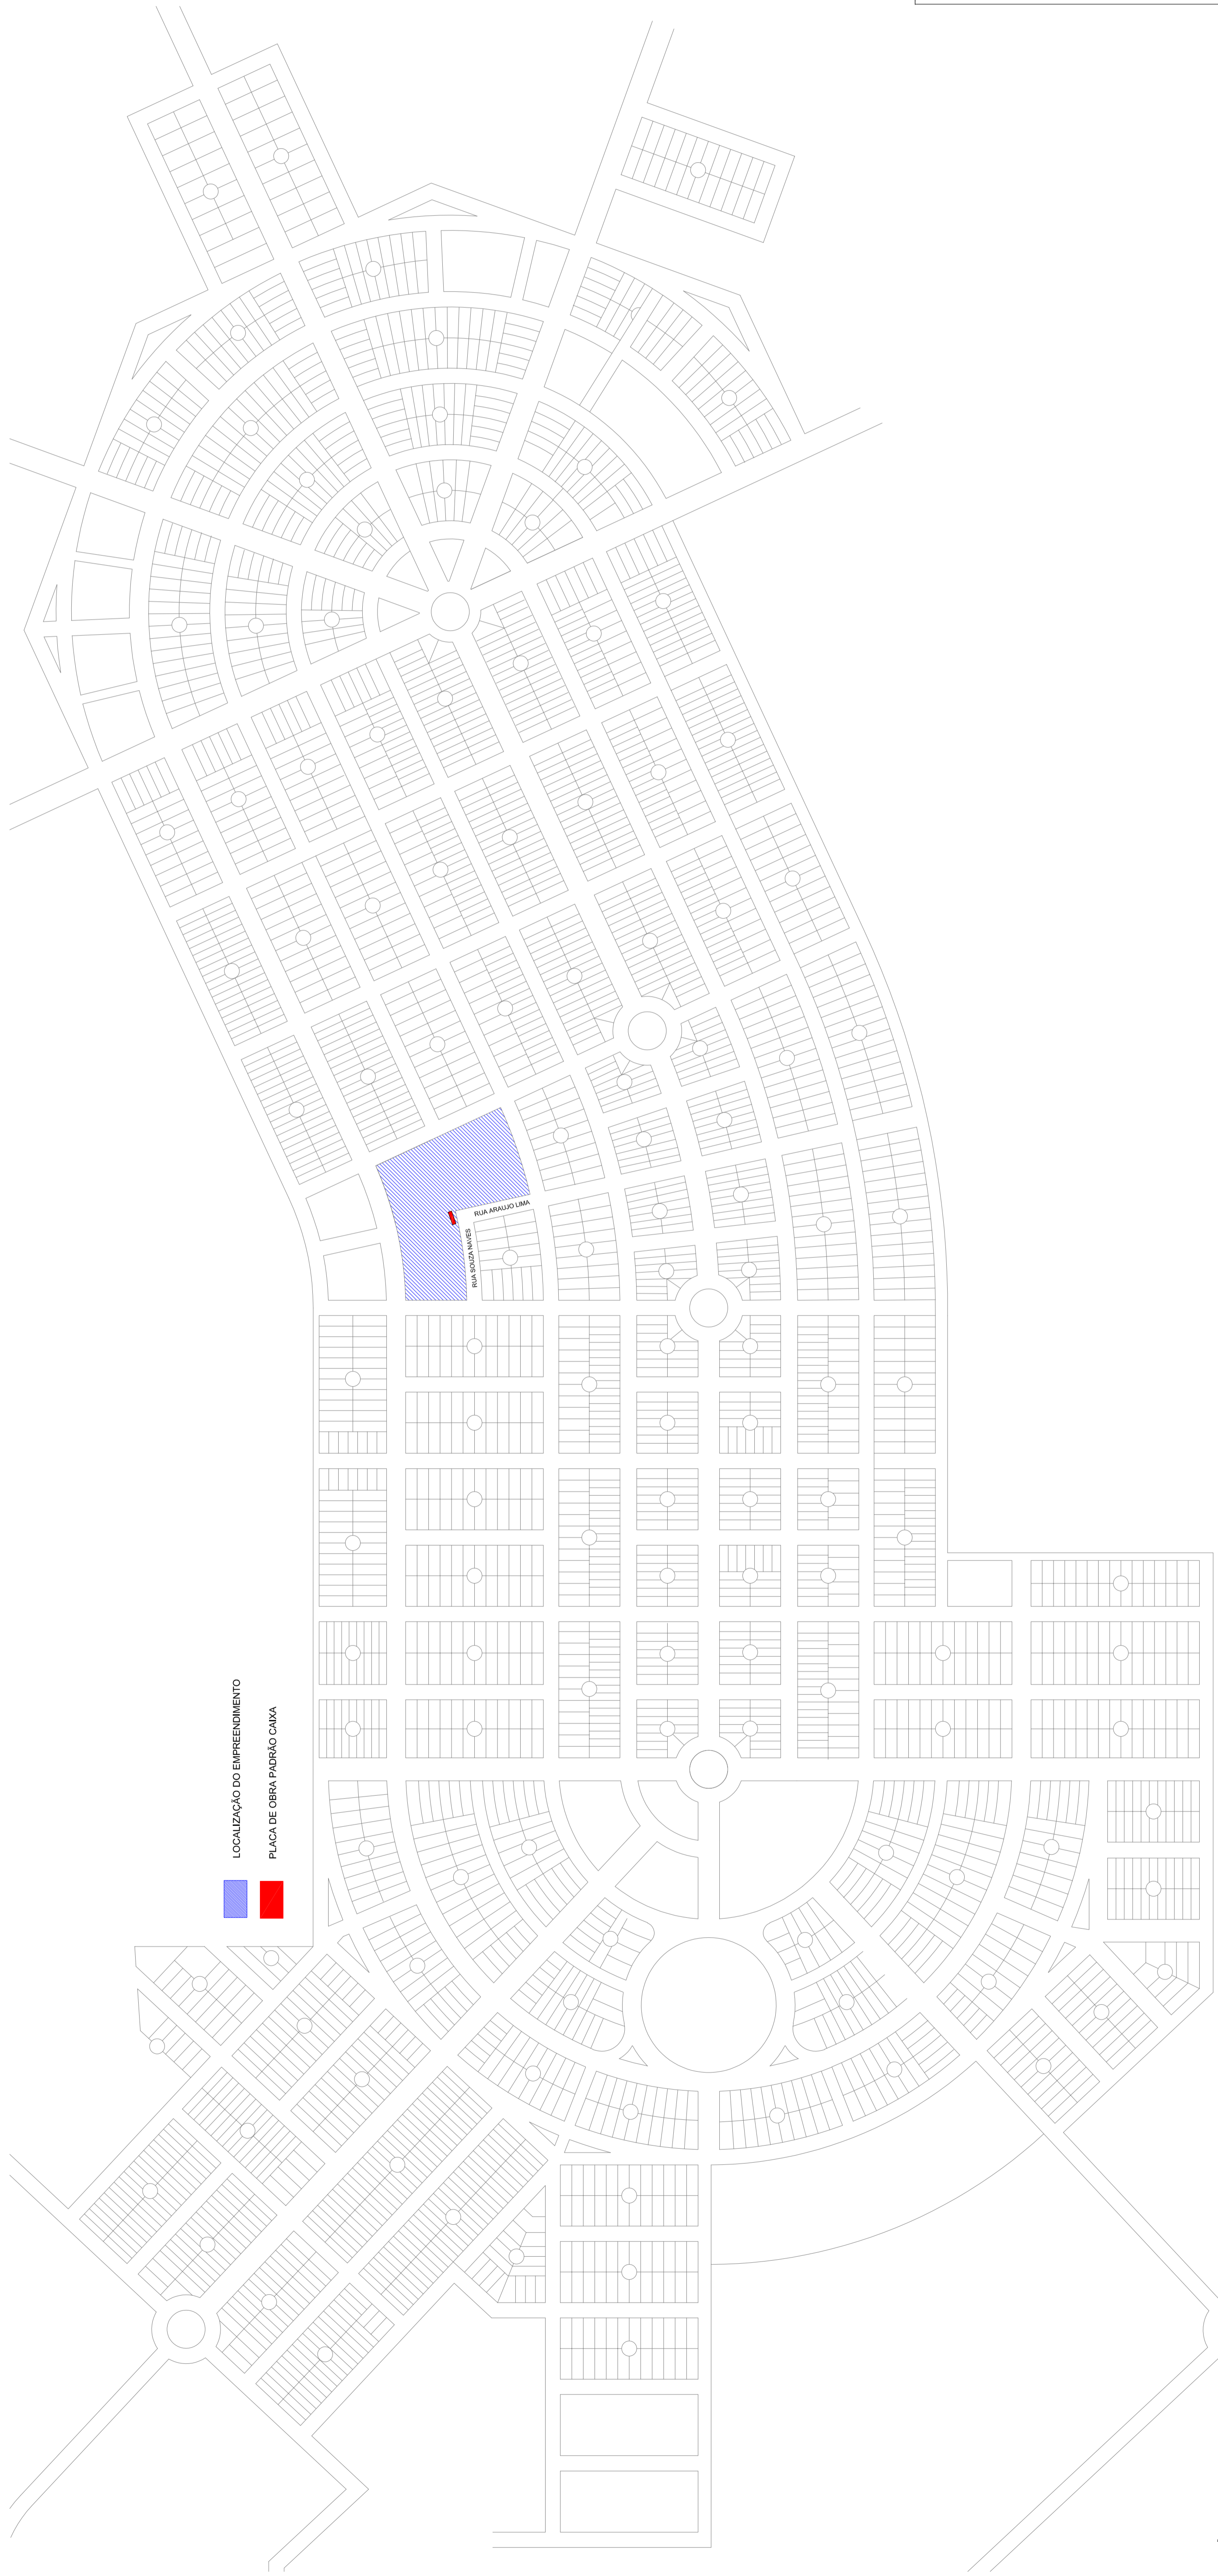 RUA ARAUJO LIMA
RUA SOUZA NAVES
LOCALIZAÇÃO DO EMPREENDIMENTO
PLACA DE OBRA PADRÃO CAIXA